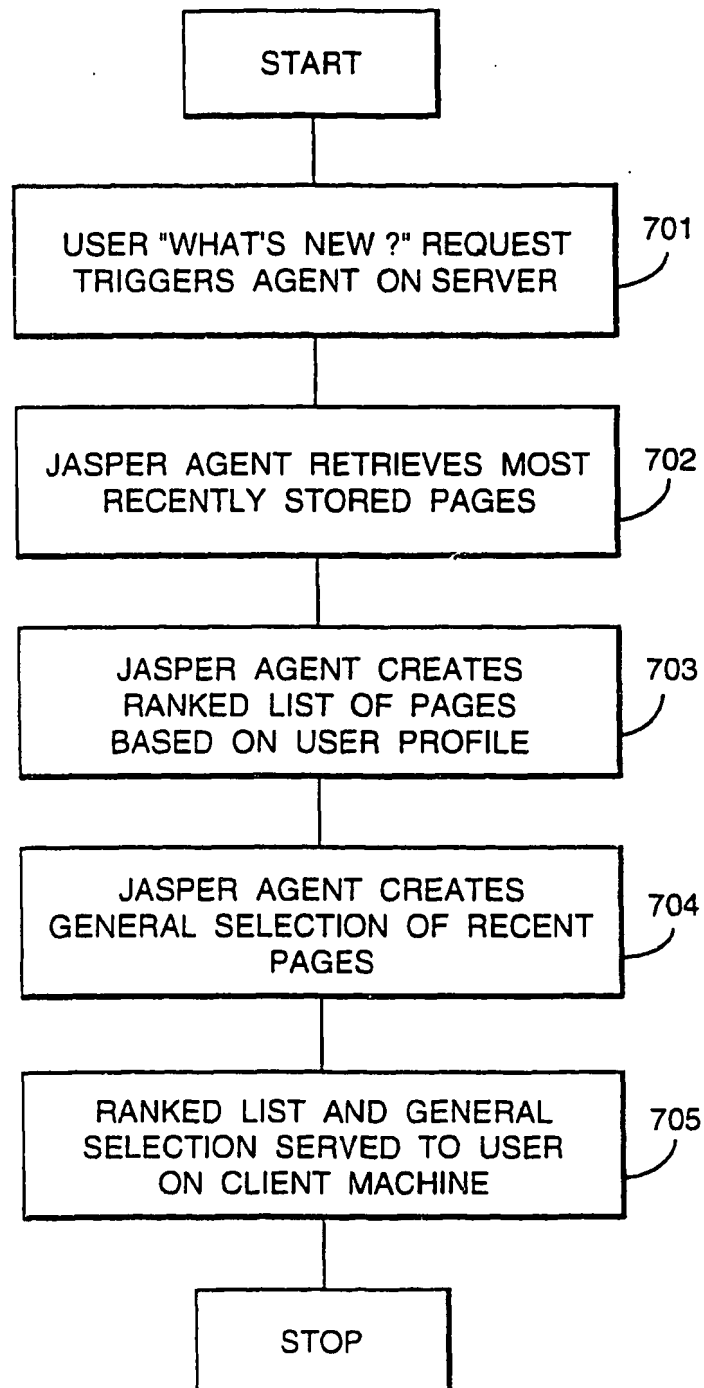 START
USER "WHAT'S NEW ?" REQUEST
TRIGGERS AGENT ON SERVER
701
JASPER AGENT RETRIEVES MOST
RECENTLY STORED PAGES
702
JASPER AGENT CREATES
RANKED LIST OF PAGES
BASED ON USER PROFILE
703
JASPER AGENT CREATES
GENERAL SELECTION OF RECENT
PAGES
704
RANKED LIST AND GENERAL
SELECTION SERVED TO USER
ON CLIENT MACHINE
705
STOP